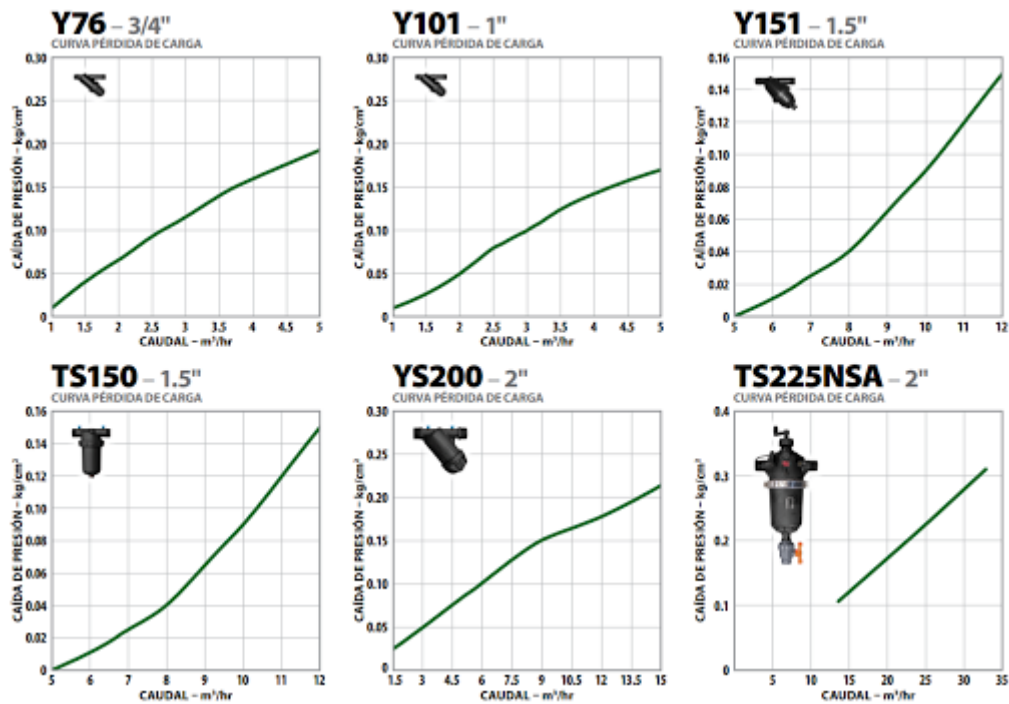 Y76 – 3/4"
CURVA PÉRDIDA DE CARGA
0.30
0.25
0.20
0.15
0.10
0.05
0
CAÍDA DE PRESIÓN – kg/cm²
1 1.5 2 2.5 3 3.5 4 4.5 5
CAUDAL – m³/hr
Y101 – 1"
CURVA PÉRDIDA DE CARGA
0.30
0.25
0.20
0.15
0.10
0.05
0
CAÍDA DE PRESIÓN – kg/cm²
1 1.5 2 2.5 3 3.5 4 4.5 5
CAUDAL – m³/hr
Y151 – 1.5"
CURVA PÉRDIDA DE CARGA
0.16
0.14
0.12
0.10
0.08
0.06
0.04
0.02
0
CAÍDA DE PRESIÓN – kg/cm²
5 6 7 8 9 10 11 12
CAUDAL – m³/hr
TS150 – 1.5"
CURVA PÉRDIDA DE CARGA
0.16
0.14
0.12
0.10
0.08
0.06
0.04
0.02
0
CAÍDA DE PRESIÓN – kg/cm²
5 6 7 8 9 10 11 12
CAUDAL – m³/hr
YS200 – 2"
CURVA PÉRDIDA DE CARGA
0.30
0.25
0.20
0.15
0.10
0.05
0
CAÍDA DE PRESIÓN – kg/cm²
1.5 3 4.5 6 7.5 9 10.5 12 13.5 15
CAUDAL – m³/hr
TS225NSA – 2"
CURVA PÉRDIDA DE CARGA
0.4
0.3
0.2
0.1
0
CAÍDA DE PRESIÓN – kg/cm²
5 10 15 20 25 30 35
CAUDAL – m³/hr